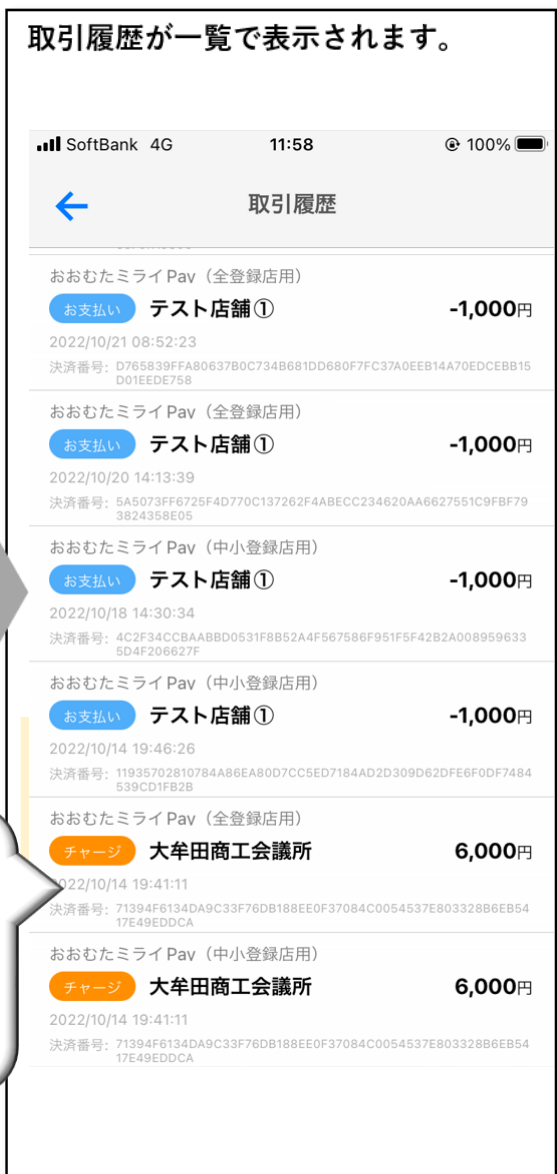 取引履歴が一覧で表示されます。
SoftBank 4G 11:58 100%
取引履歴
おおむたミライPay（全登録店用）
お支払い テスト店舗① -1,000円
2022/10/21 08:52:23
決済番号: D765839FFA80637B0C734B681DD680F7FC37A0EEB14A70EDCEBB15
D01EEDE758
おおむたミライPay（全登録店用）
お支払い テスト店舗① -1,000円
2022/10/20 14:13:39
決済番号: 5A5073FF6725F4D770C137262F4ABECC234620AA6627551C9FBF79
3824358E05
おおむたミライPay（中小登録店用）
お支払い テスト店舗① -1,000円
2022/10/18 14:30:34
決済番号: 4C2F34CCBAABBD0531F8B52A4F567586F951F5F42B2A008959633
5D4F206627F
おおむたミライPay（中小登録店用）
お支払い テスト店舗① -1,000円
2022/10/14 19:46:26
決済番号: 11935702810784A86EA80D7CC5ED7184AD2D309D62DFE6F0DF7484
539CD1FB2B
おおむたミライPay（全登録店用）
チャージ 大牟田商工会議所 6,000円
022/10/14 19:41:11
決済番号: 71394F6134DA9C33F76DB188EE0F37084C0054537E803328B6EB54
17E49EDDCA
おおむたミライPay（中小登録店用）
チャージ 大牟田商工会議所 6,000円
2022/10/14 19:41:11
決済番号: 71394F6134DA9C33F76DB188EE0F37084C0054537E803328B6EB54
17E49EDDCA